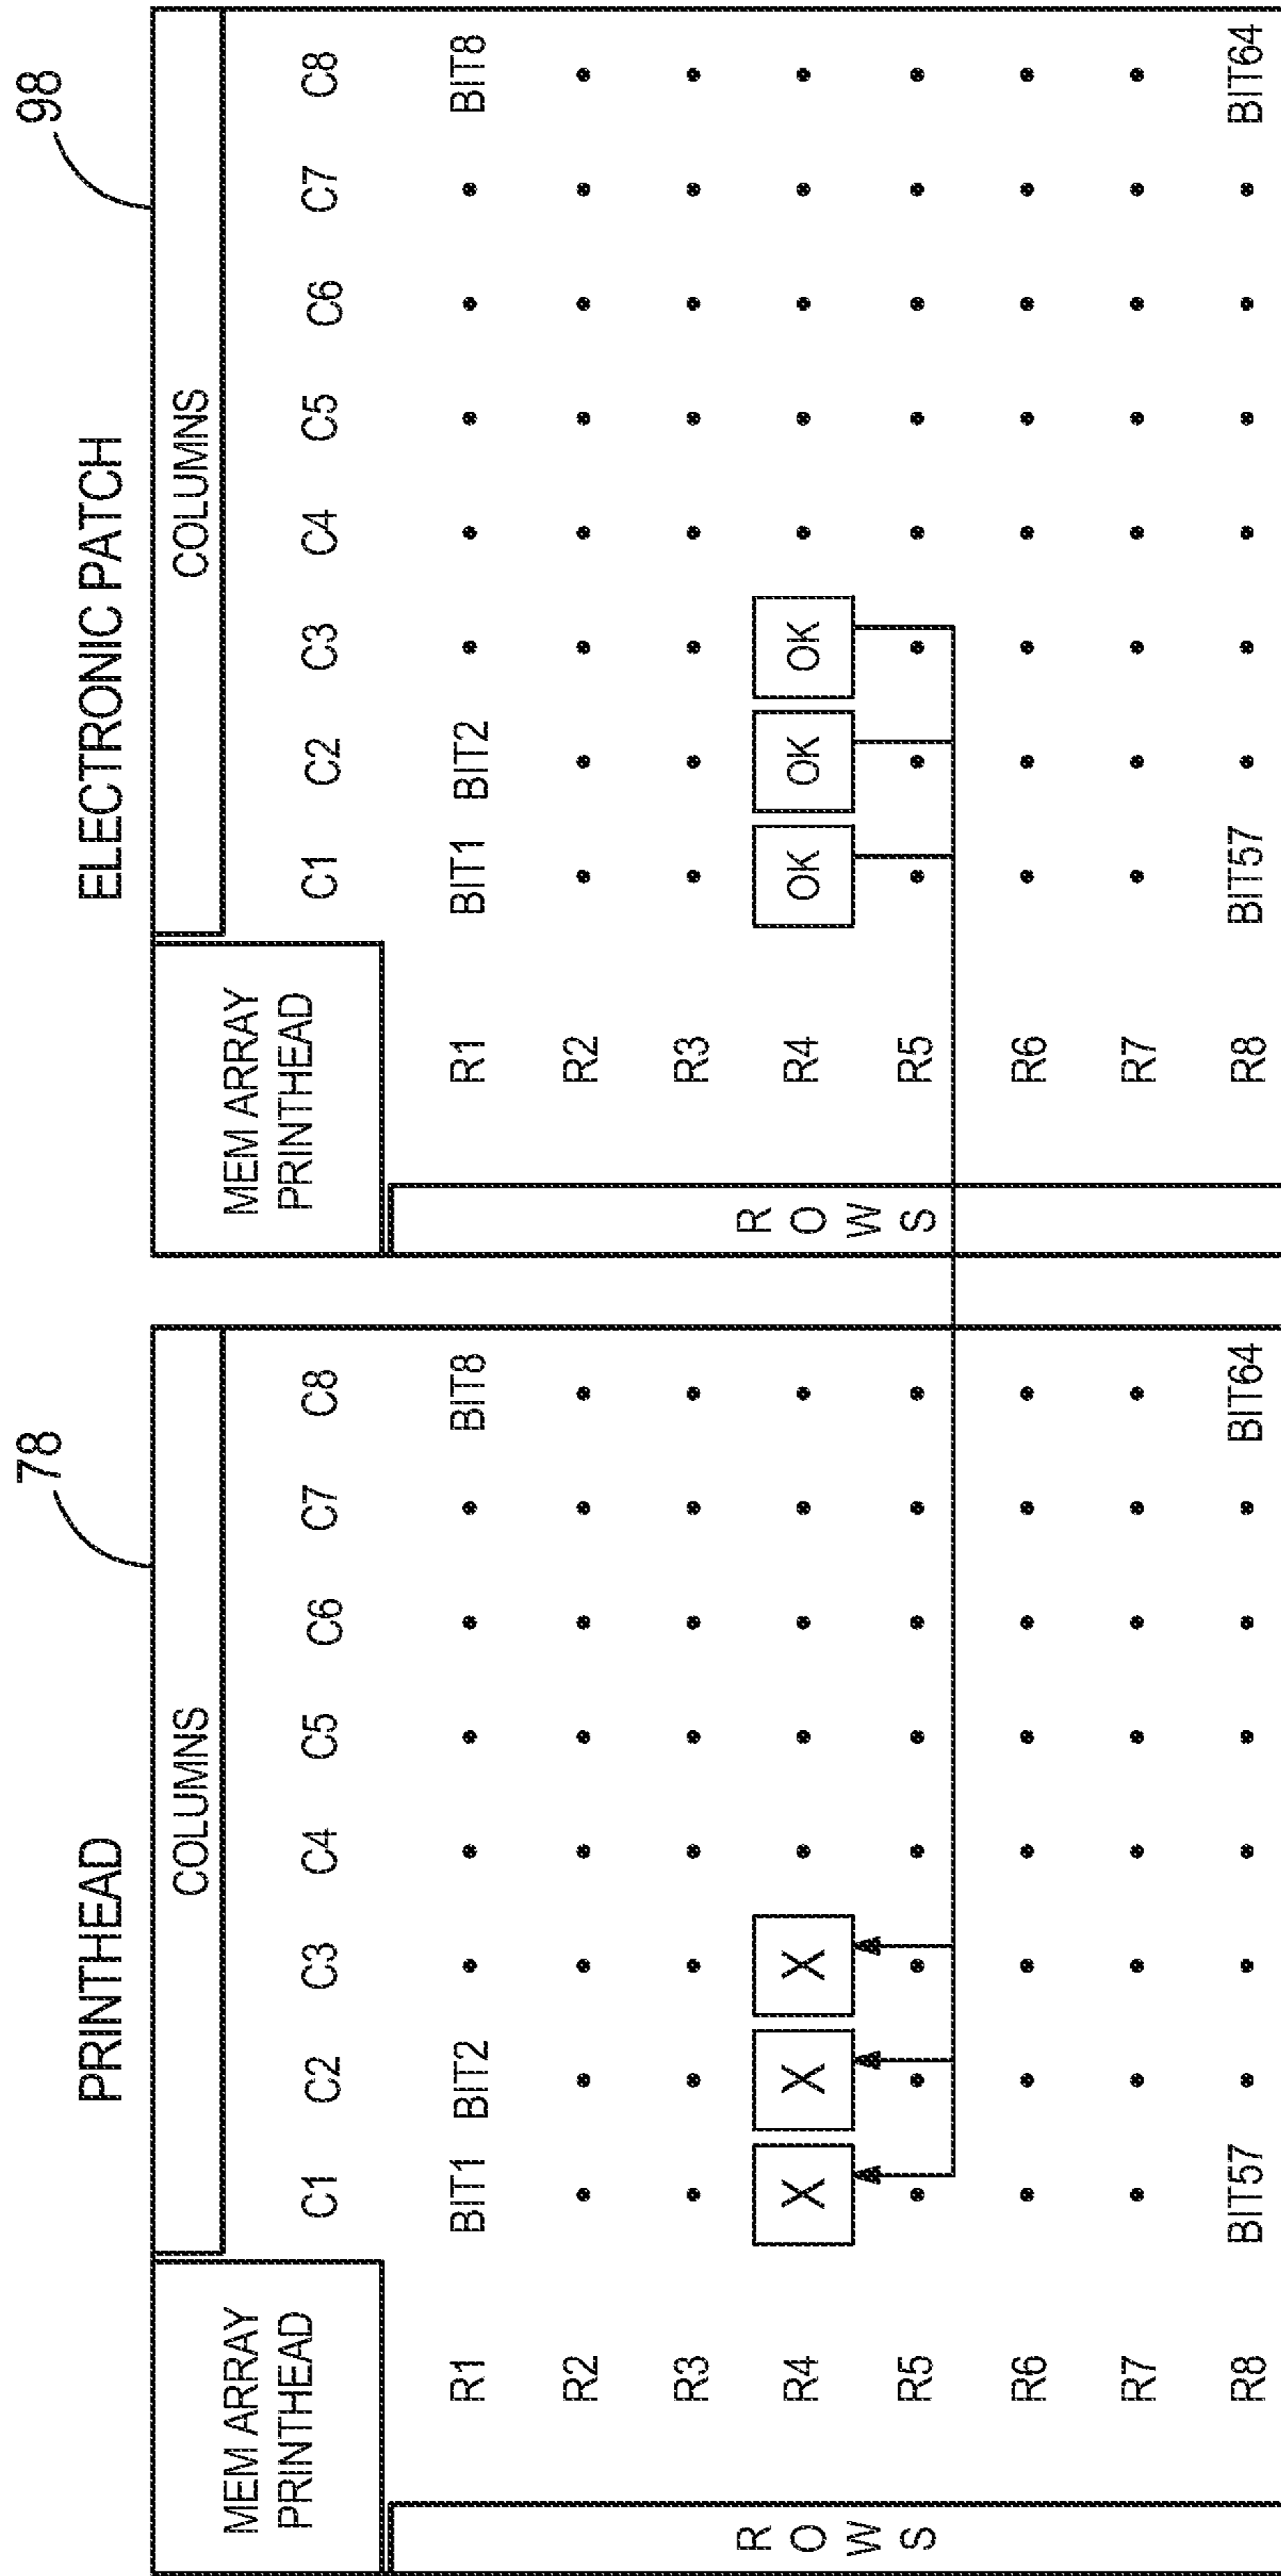 PRINTHEAD
78
MEM ARRAY
PRINTHEAD
COLUMNS
C1 C2 C3 C4 C5 C6 C7 C8
R
O
W
S
R1 BIT1 BIT2 BIT8
R2
R3
R4 X X X
R5
R6
R7
R8 BIT57 BIT64
ELECTRONIC PATCH
98
MEM ARRAY
PRINTHEAD
COLUMNS
C1 C2 C3 C4 C5 C6 C7 C8
R
O
W
S
R1 BIT1 BIT2 BIT8
R2
R3
R4 OK OK OK
R5
R6
R7
R8 BIT57 BIT64